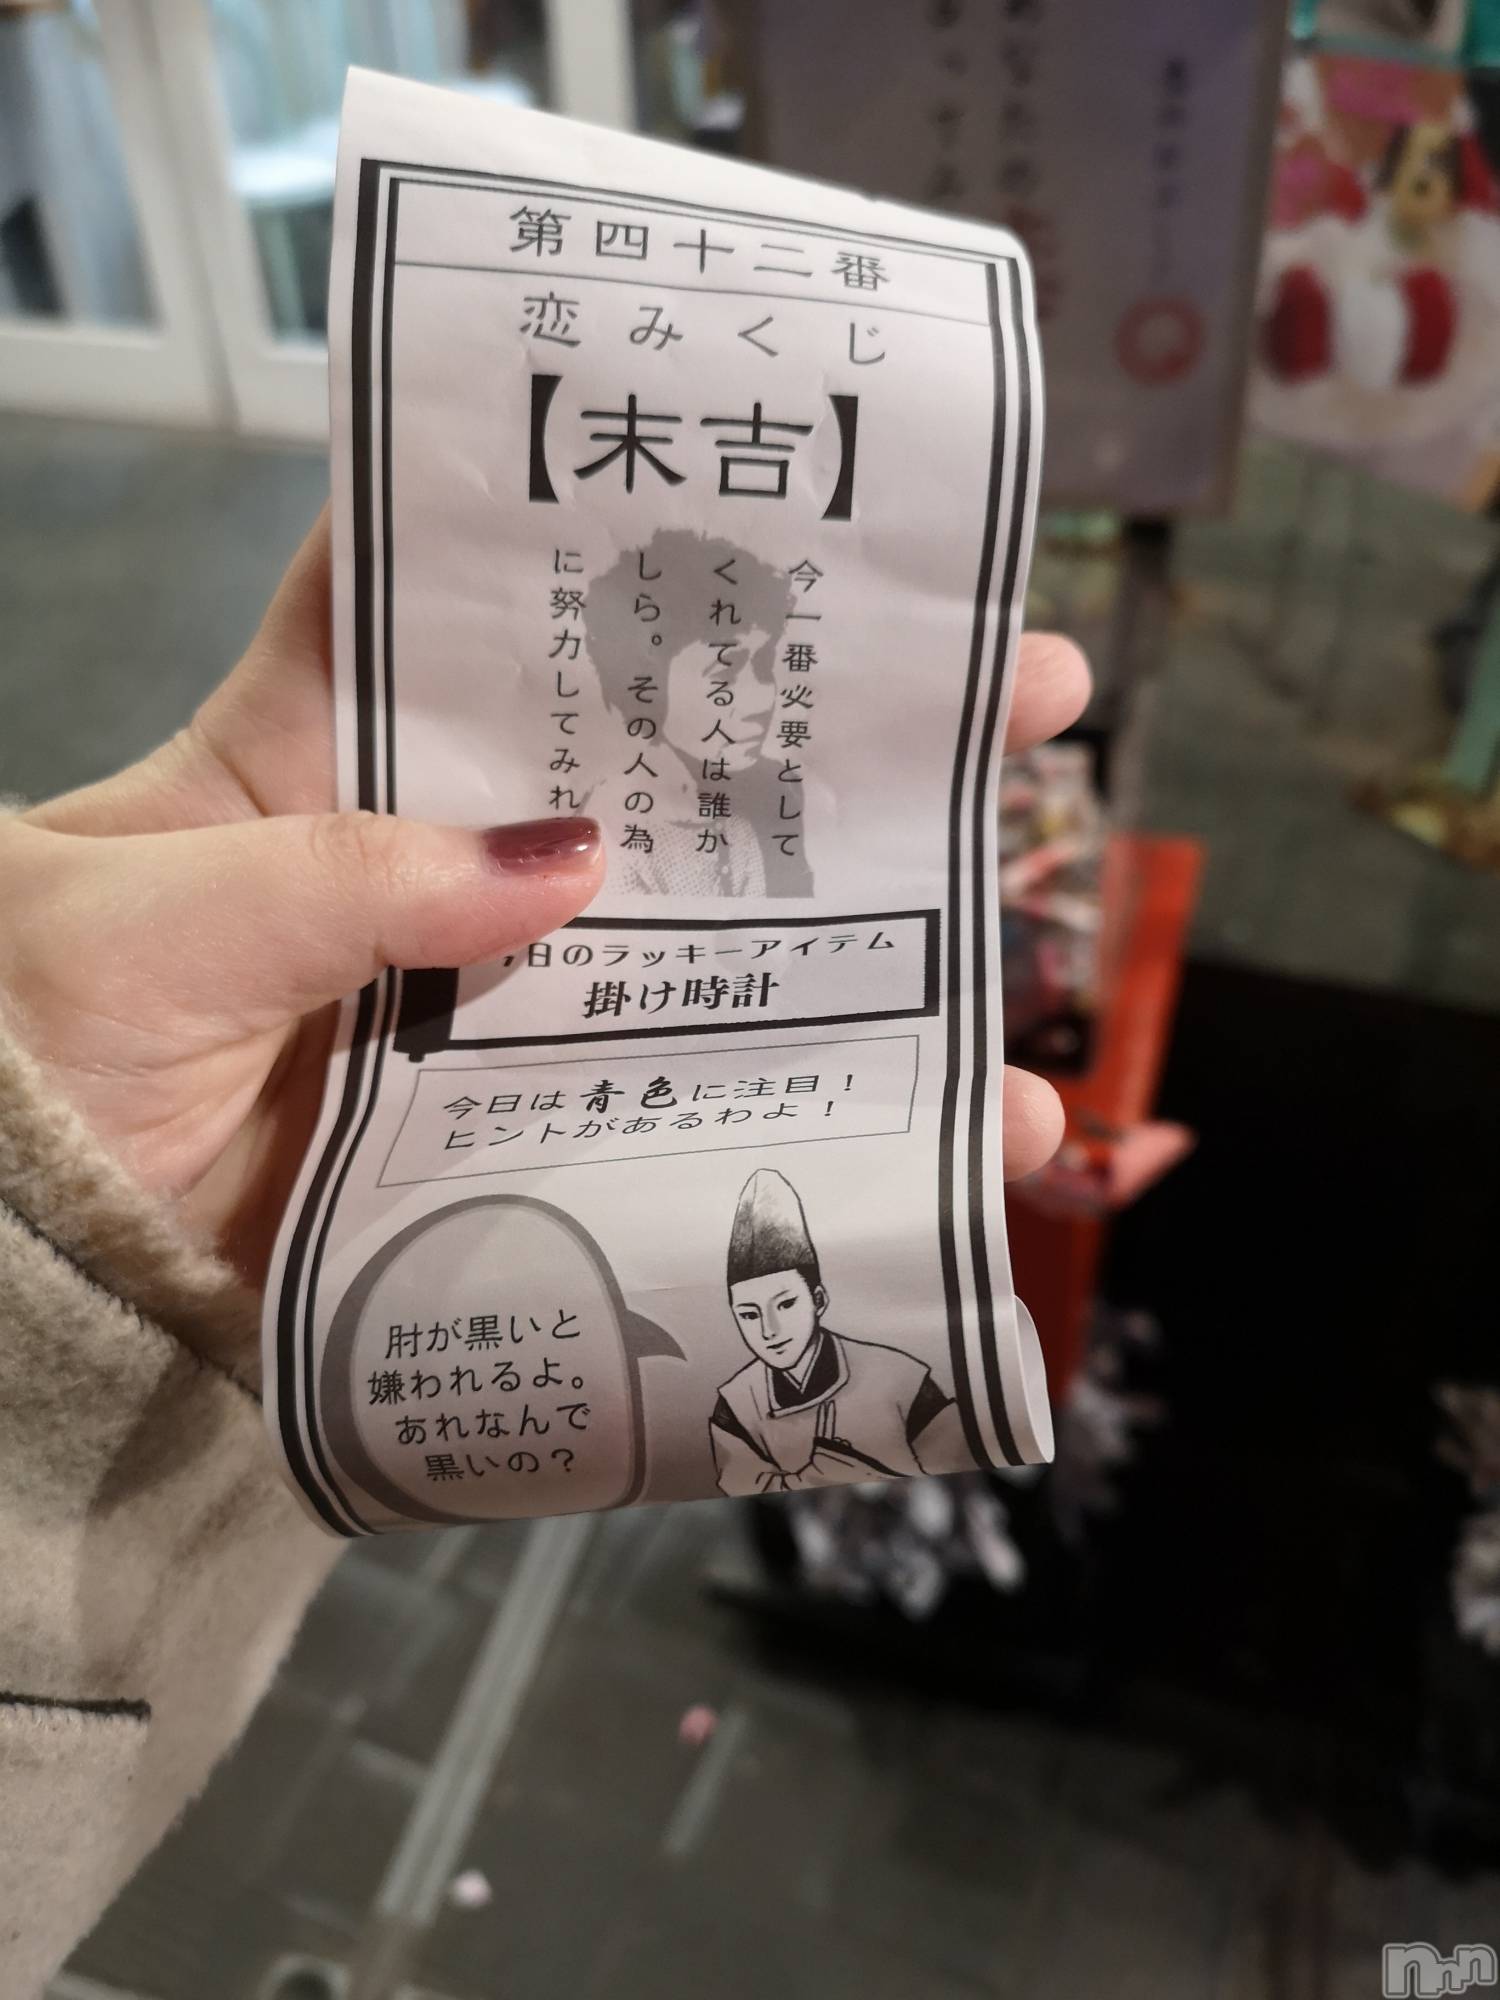 第四十二番
恋みくじ
【末吉】
今一番必要として
くれてる人は誰か
しら。その人の為
に努力してみれ
日のラッキーアイテム
掛け時計
今日は青色に注目!
ヒントがあるわよ!
肘が黒いと
嫌われるよ。
あれなんで
黒いの?